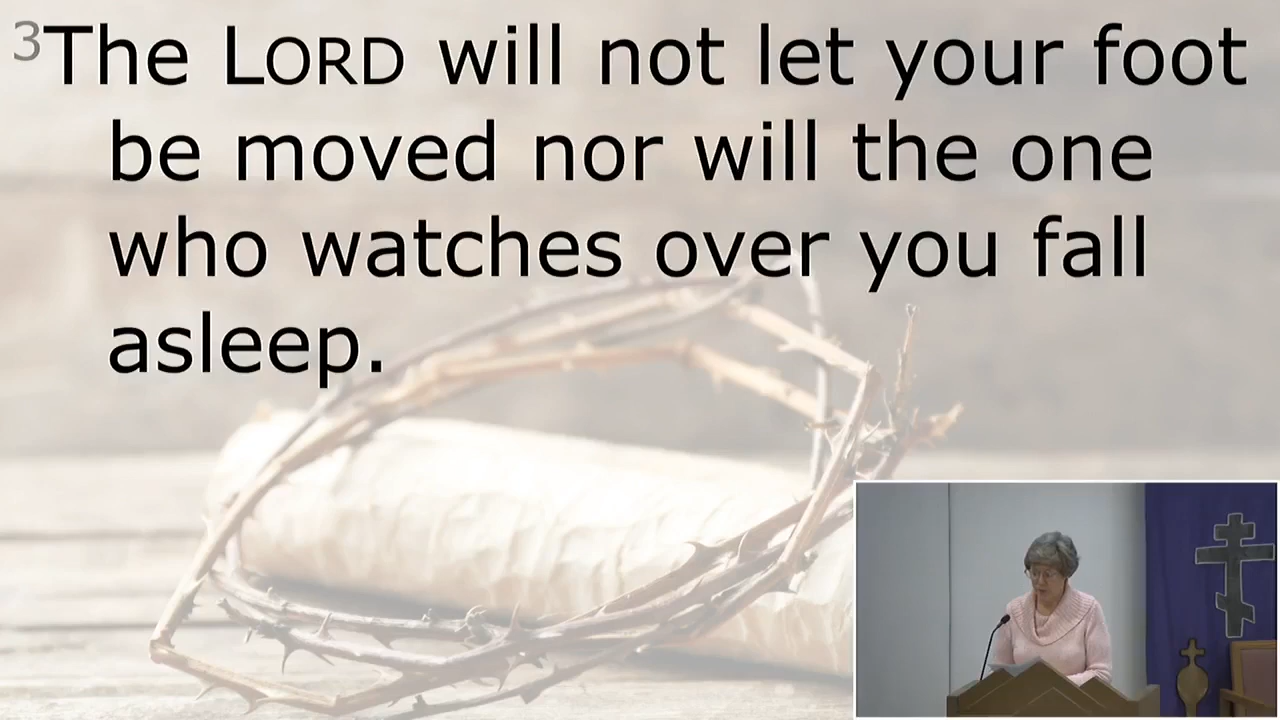 3The LORD will not let your foot
be moved nor will the one
who watches over you fall
asleep.